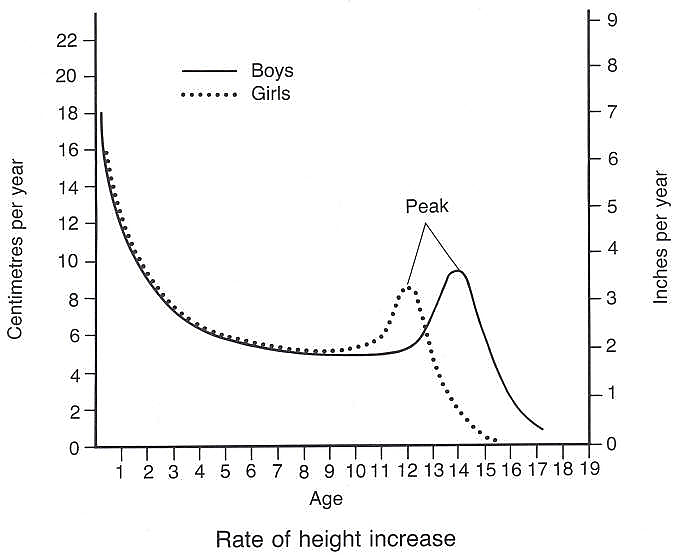 22
20
18
16
14
12
10
8
6
4
2
0
Centimetres per year
Boys
Girls
Peak
9
8
7
6
5
4
3
2
1
0
Inches per year
1 2 3 4 5 6 7 8 9 10 11 12 13 14 15 16 17 18 19
Age
Rate of height increase